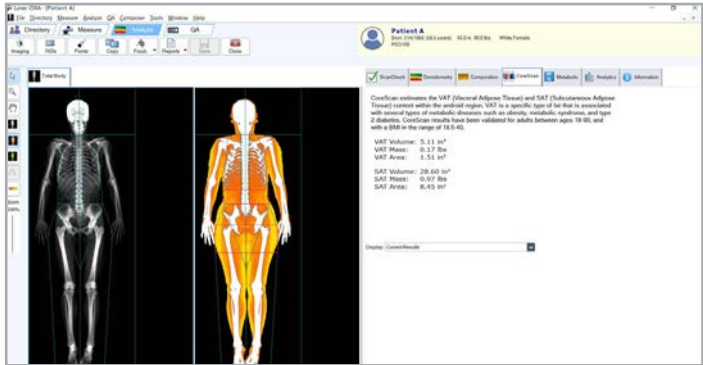 Lunar iDXA (Patient A)
File Directory Measure Analyze QA Composer Tools Window Help
Directory Measure Analyze QA
Imaging ROIs Points Copy Reports Save Close
Patient A
White Female
Total Body
ScanCheck Densitometry Composition CoreScan Metabolic Analytics Information
CoreScan estimates the VAT (Visceral Adipose Tissue) and SAT (Subcutaneous Adipose
Tissue) content within the android region. VAT is a specific type of fat that is associated
with several types of metabolic diseases such as obesity, metabolic syndrome, and type
2 diabetes. CoreScan results have been validated for adults between ages 18-90, and
with a BMI in the range of 18.5-40.
VAT Volume: 5.11 in³
VAT Mass: 0.17 lbs
VAT Area: 1.51 in²
SAT Volume: 28.60 in³
SAT Mass: 0.97 lbs
SAT Area: 8.45 in²
Zoom
100%
Display: Current Results